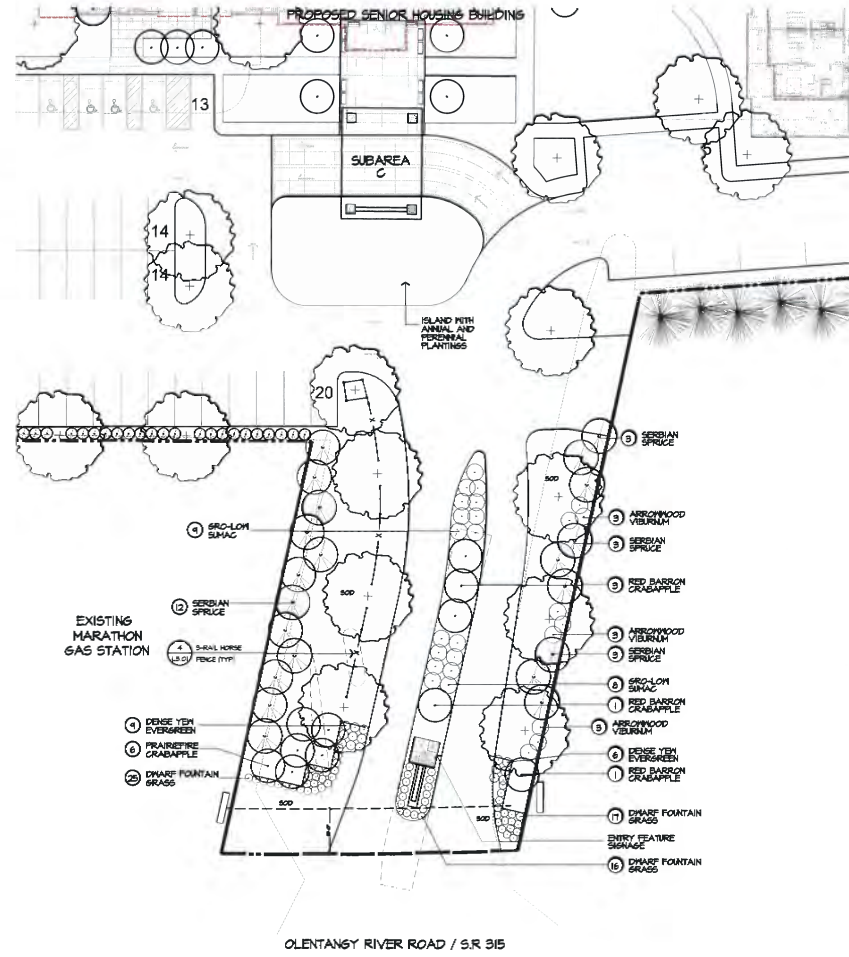 PROPOSED SENIOR HOUSING BUILDING
13
SUBAREA
C
14
14
ISLAND WITH
ANNUAL AND
PERENNIAL
PLANTINGS
20
3 SERBIAN
SPRUCE
SOD
9 GRO-LOW
SUMAC
3 ARROWWOOD
VIBURNUM
3 SERBIAN
SPRUCE
3 RED BARRON
CRABAPPLE
SOD
12 SERBIAN
SPRUCE
EXISTING
MARATHON
GAS STATION
4 3-RAIL HORSE
L5.01 FENCE (TYP)
3 ARROWWOOD
VIBURNUM
3 SERBIAN
SPRUCE
8 GRO-LOW
SUMAC
1 RED BARRON
CRABAPPLE
9 DENSE YEW
EVERGREEN
3 ARROWWOOD
VIBURNUM
6 PRAIRIEFIRE
CRABAPPLE
6 DENSE YEW
EVERGREEN
25 DWARF FOUNTAIN
GRASS
1 RED BARRON
CRABAPPLE
SOD
SOD
17 DWARF FOUNTAIN
GRASS
ENTRY FEATURE
SIGNAGE
16 DWARF FOUNTAIN
GRASS
OLENTANGY RIVER ROAD / S.R 315